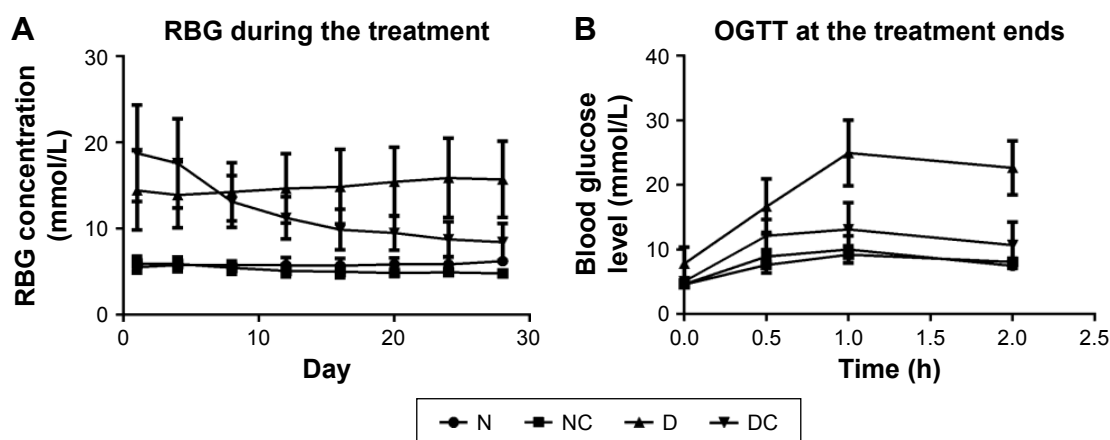 A RBG during the treatment
RBG concentration
(mmol/L)
30
20
10
0
0 10 20 30
Day
B OGTT at the treatment ends
Blood glucose
level (mmol/L)
40
30
20
10
0
0.0 0.5 1.0 1.5 2.0 2.5
Time (h)
N NC D DC